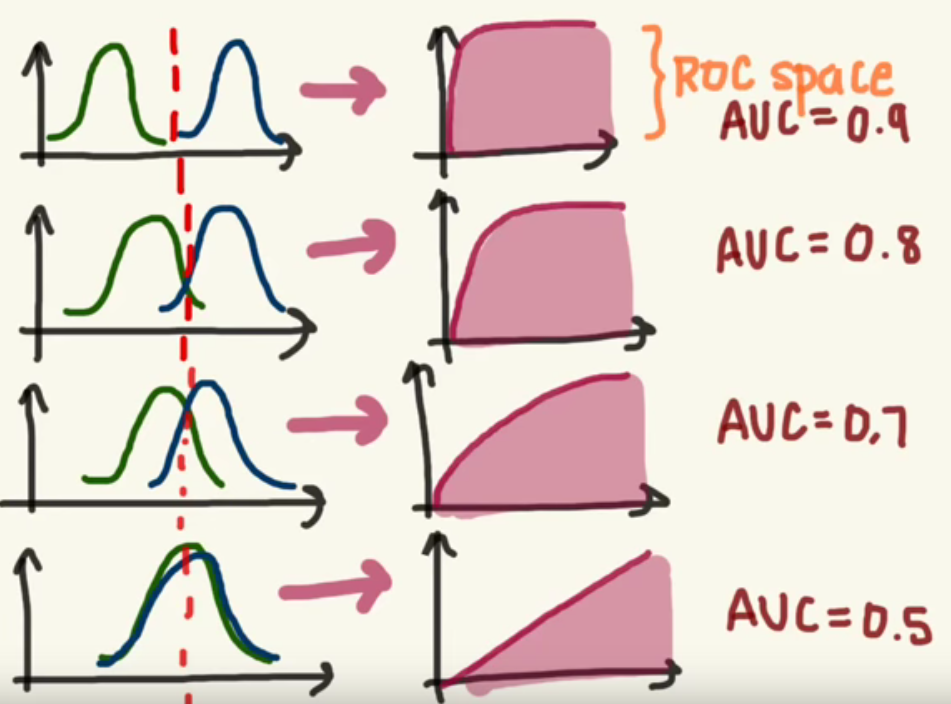 ROC space
AUC = 0.9
AUC = 0.8
AUC = 0.7
AUC = 0.5